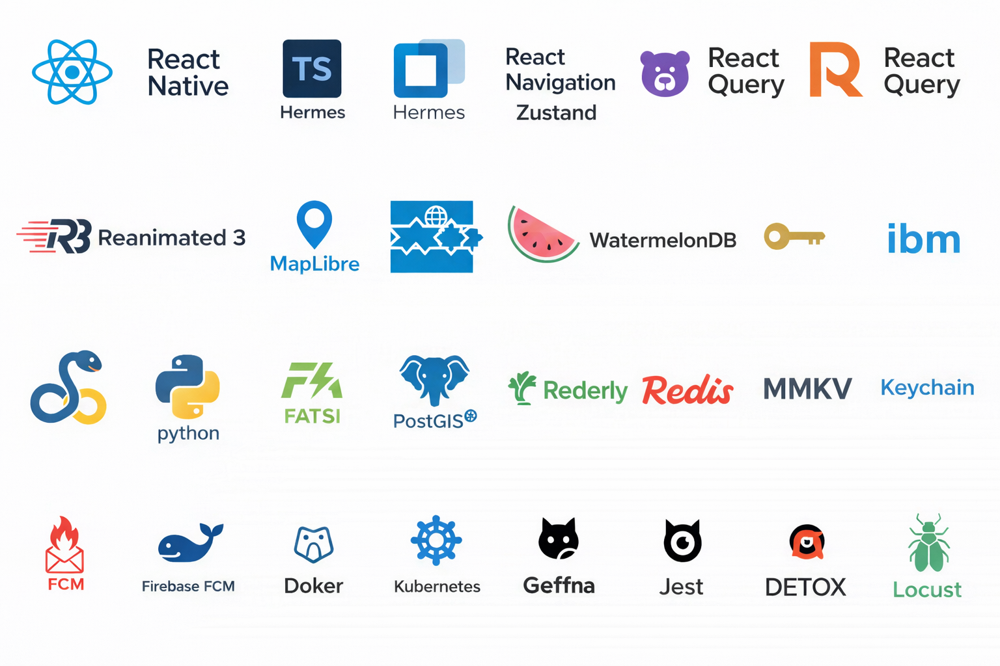 React
Native
TS
Hermes
Hermes
React
Navigation
Zustand
React
Query
R
React
Query
R3 Reanimated 3
MapLibre
WatermelonDB
ibm
python
FA
FATSI
PostGIS
Rederly
Redis
MMKV
Keychain
FCM
Firebase FCM
Doker
Kubernetes
Geffna
Jest
DETOX
Locust